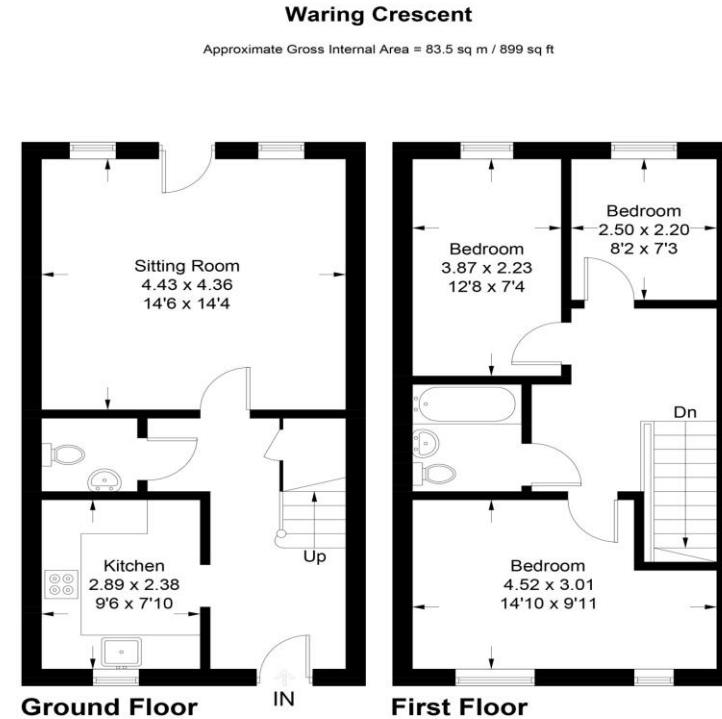 Waring Crescent
Approximate Gross Internal Area = 83.5 sq m / 899 sq ft
Sitting Room
4.43 x 4.36
14'6 x 14'4
Kitchen
2.89 x 2.38
9'6 x 7'10
Up
IN
Ground Floor
Bedroom
3.87 x 2.23
12'8 x 7'4
Bedroom
2.50 x 2.20
8'2 x 7'3
Dn
Bedroom
4.52 x 3.01
14'10 x 9'11
First Floor